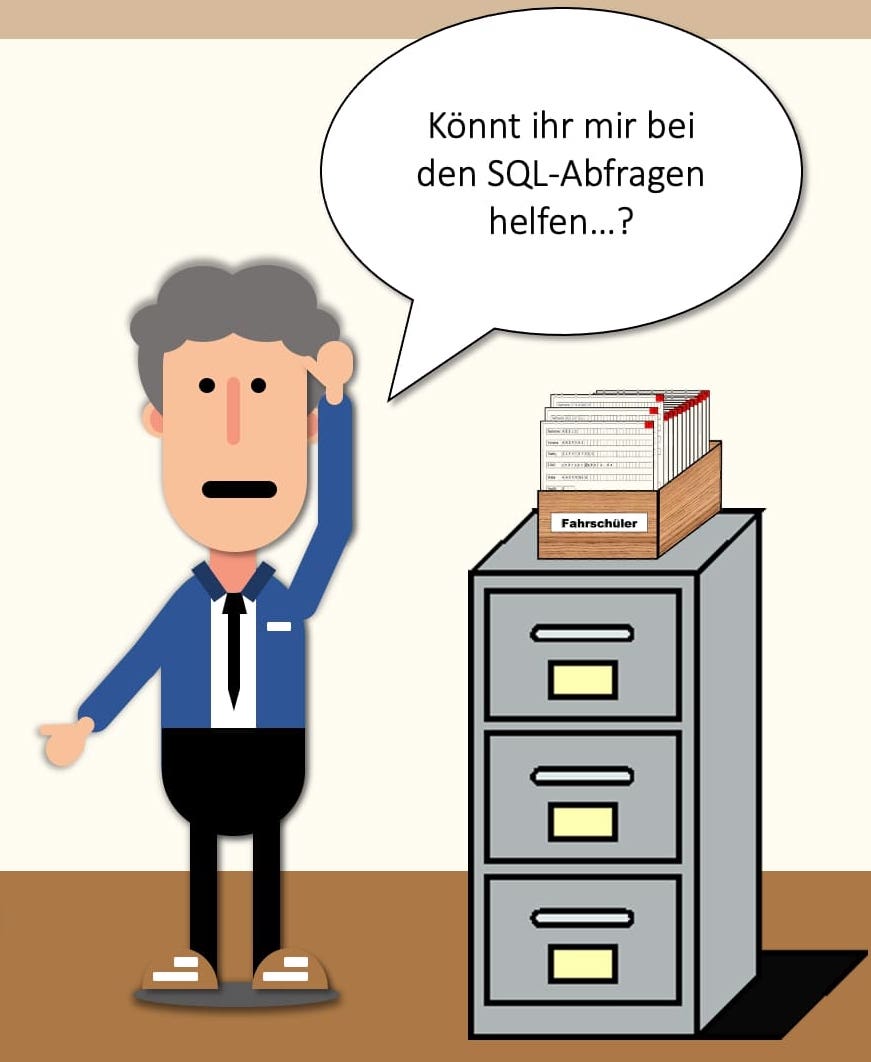 Könnt ihr mir bei
den SQL-Abfragen
helfen...?
Fahrschüler